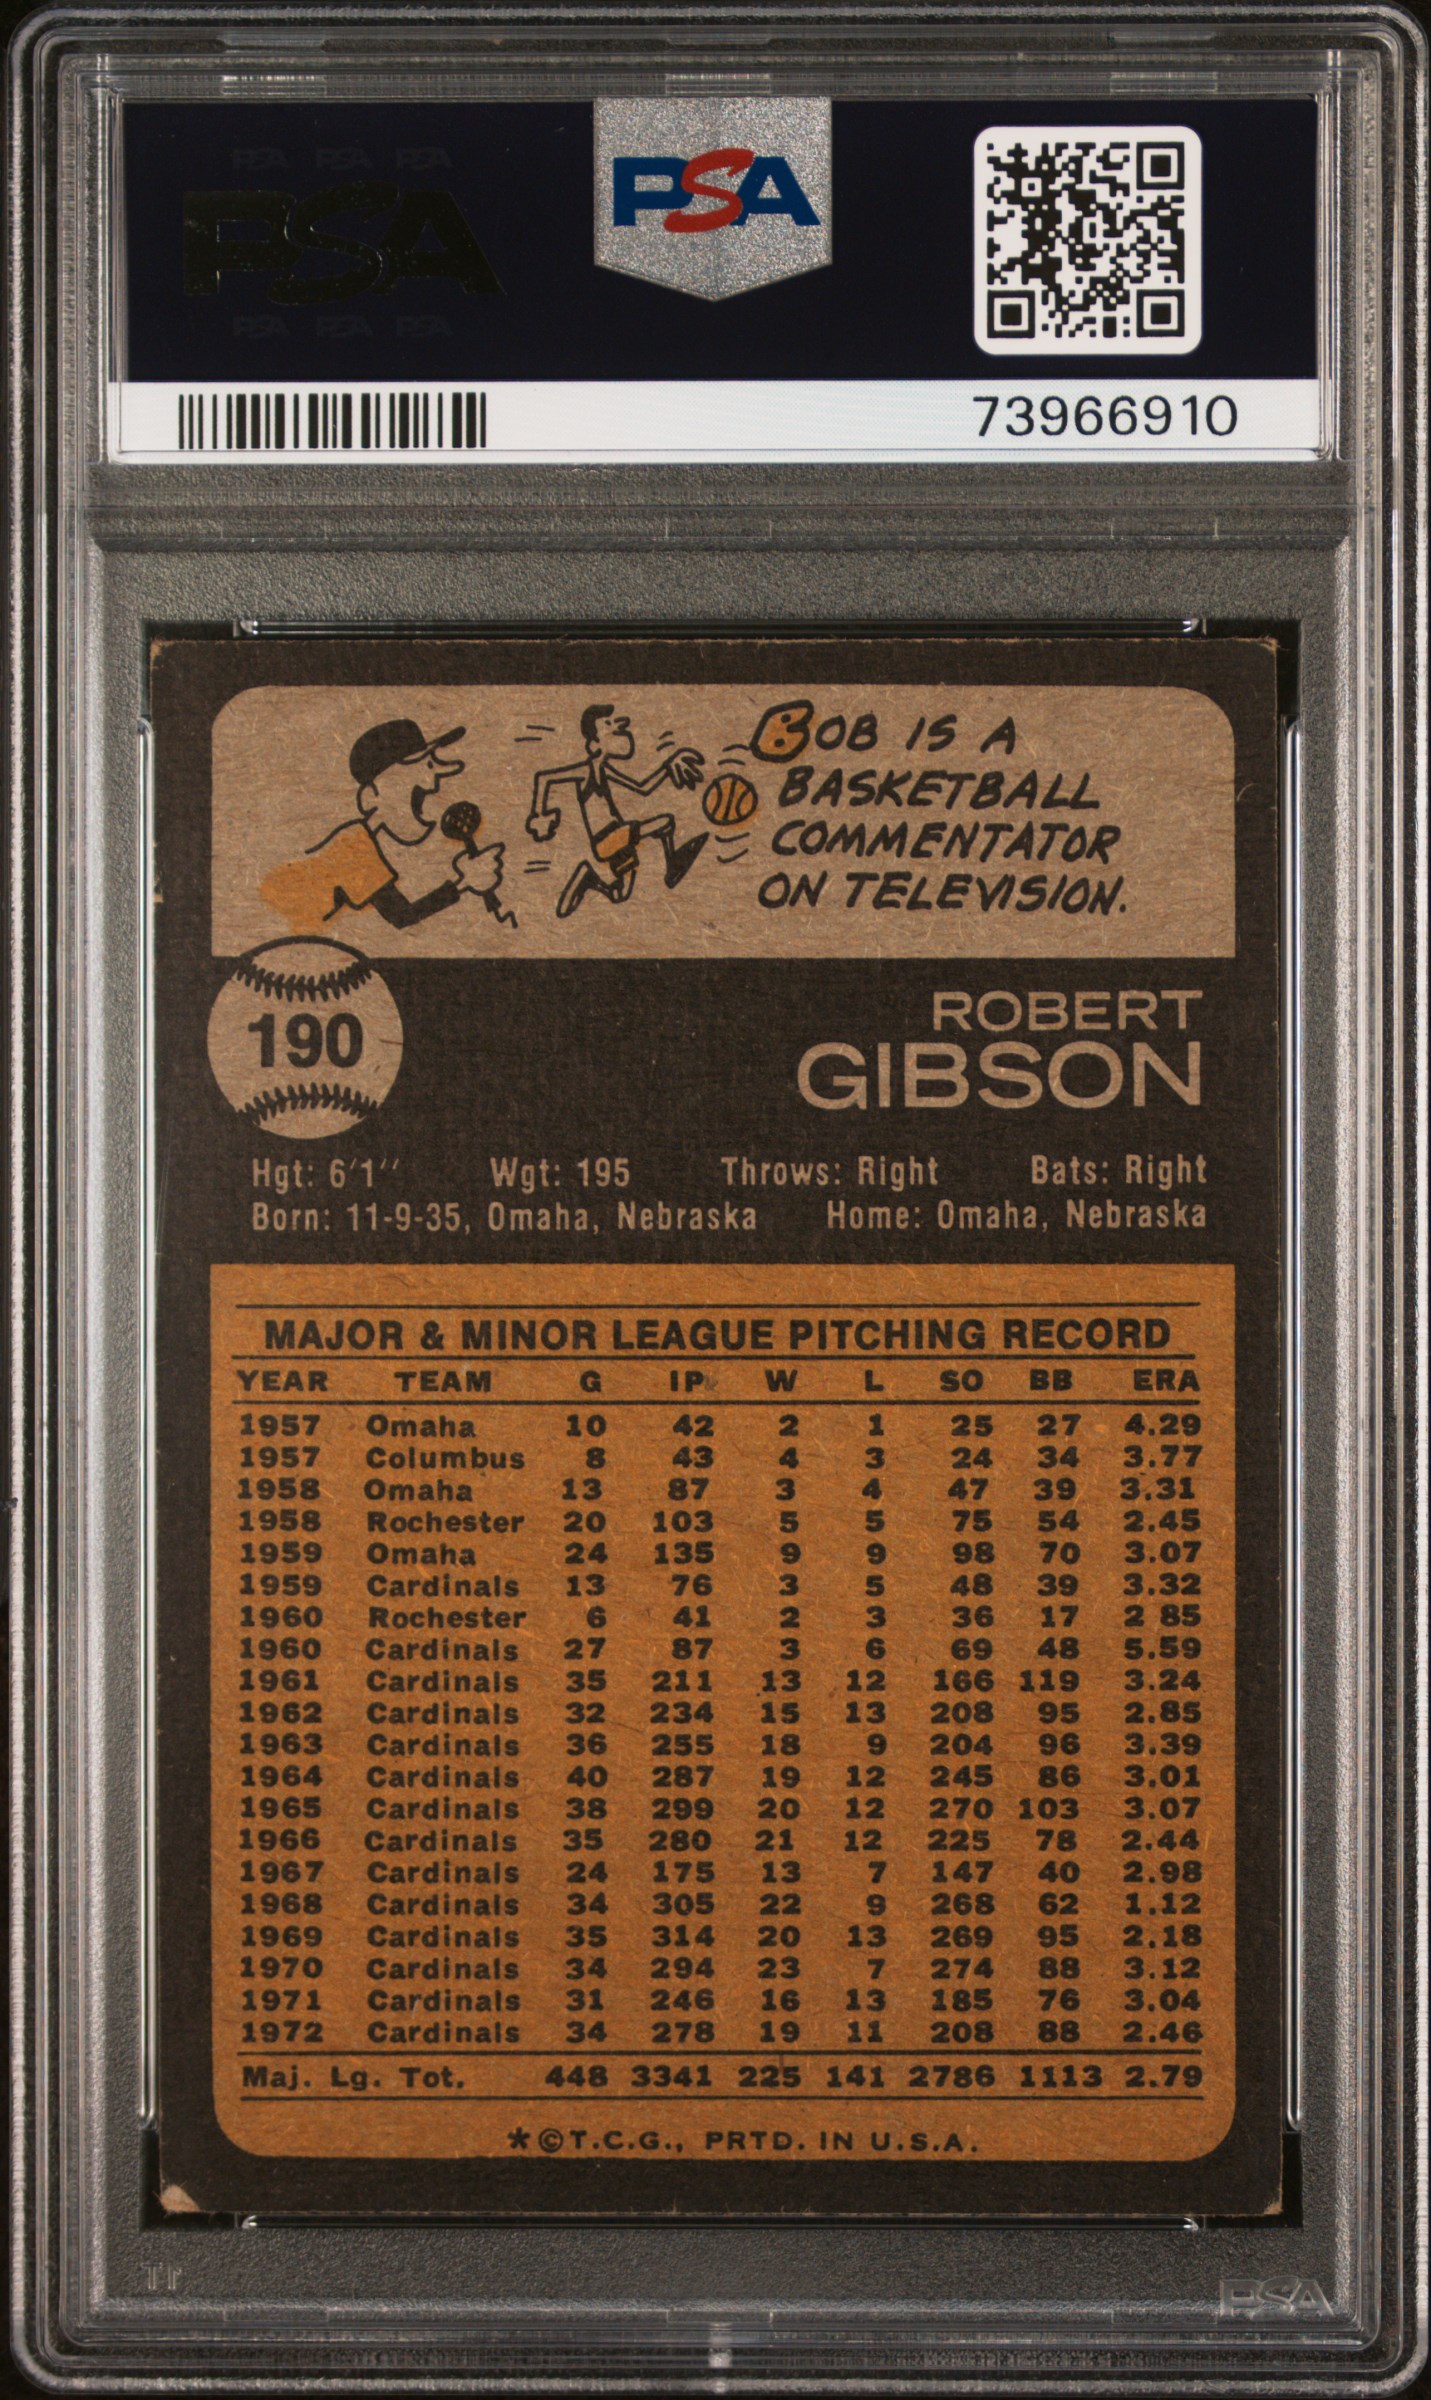 PSA PSA PSA
PSA
PSA PSA PSA
PSA
73966910
BOB IS A
BASKETBALL
COMMENTATOR
ON TELEVISION.
190
ROBERT
GIBSON
Hgt: 6'1'' Wgt: 195 Throws: Right Bats: Right
Born: 11-9-35, Omaha, Nebraska Home: Omaha, Nebraska
MAJOR & MINOR LEAGUE PITCHING RECORD
YEAR TEAM G IP W L SO BB ERA
1957 Omaha 10 42 2 1 25 27 4.29
1957 Columbus 8 43 4 3 24 34 3.77
1958 Omaha 13 87 3 4 47 39 3.31
1958 Rochester 20 103 5 5 75 54 2.45
1959 Omaha 24 135 9 9 98 70 3.07
1959 Cardinals 13 76 3 5 48 39 3.32
1960 Rochester 6 41 2 3 36 17 2 85
1960 Cardinals 27 87 3 6 69 48 5.59
1961 Cardinals 35 211 13 12 166 119 3.24
1962 Cardinals 32 234 15 13 208 95 2.85
1963 Cardinals 36 255 18 9 204 96 3.39
1964 Cardinals 40 287 19 12 245 86 3.01
1965 Cardinals 38 299 20 12 270 103 3.07
1966 Cardinals 35 280 21 12 225 78 2.44
1967 Cardinals 24 175 13 7 147 40 2.98
1968 Cardinals 34 305 22 9 268 62 1.12
1969 Cardinals 35 314 20 13 269 95 2.18
1970 Cardinals 34 294 23 7 274 88 3.12
1971 Cardinals 31 246 16 13 185 76 3.04
1972 Cardinals 34 278 19 11 208 88 2.46
Maj. Lg. Tot. 448 3341 225 141 2786 1113 2.79
*©T.C.G., PRTD. IN U.S.A.
PSA